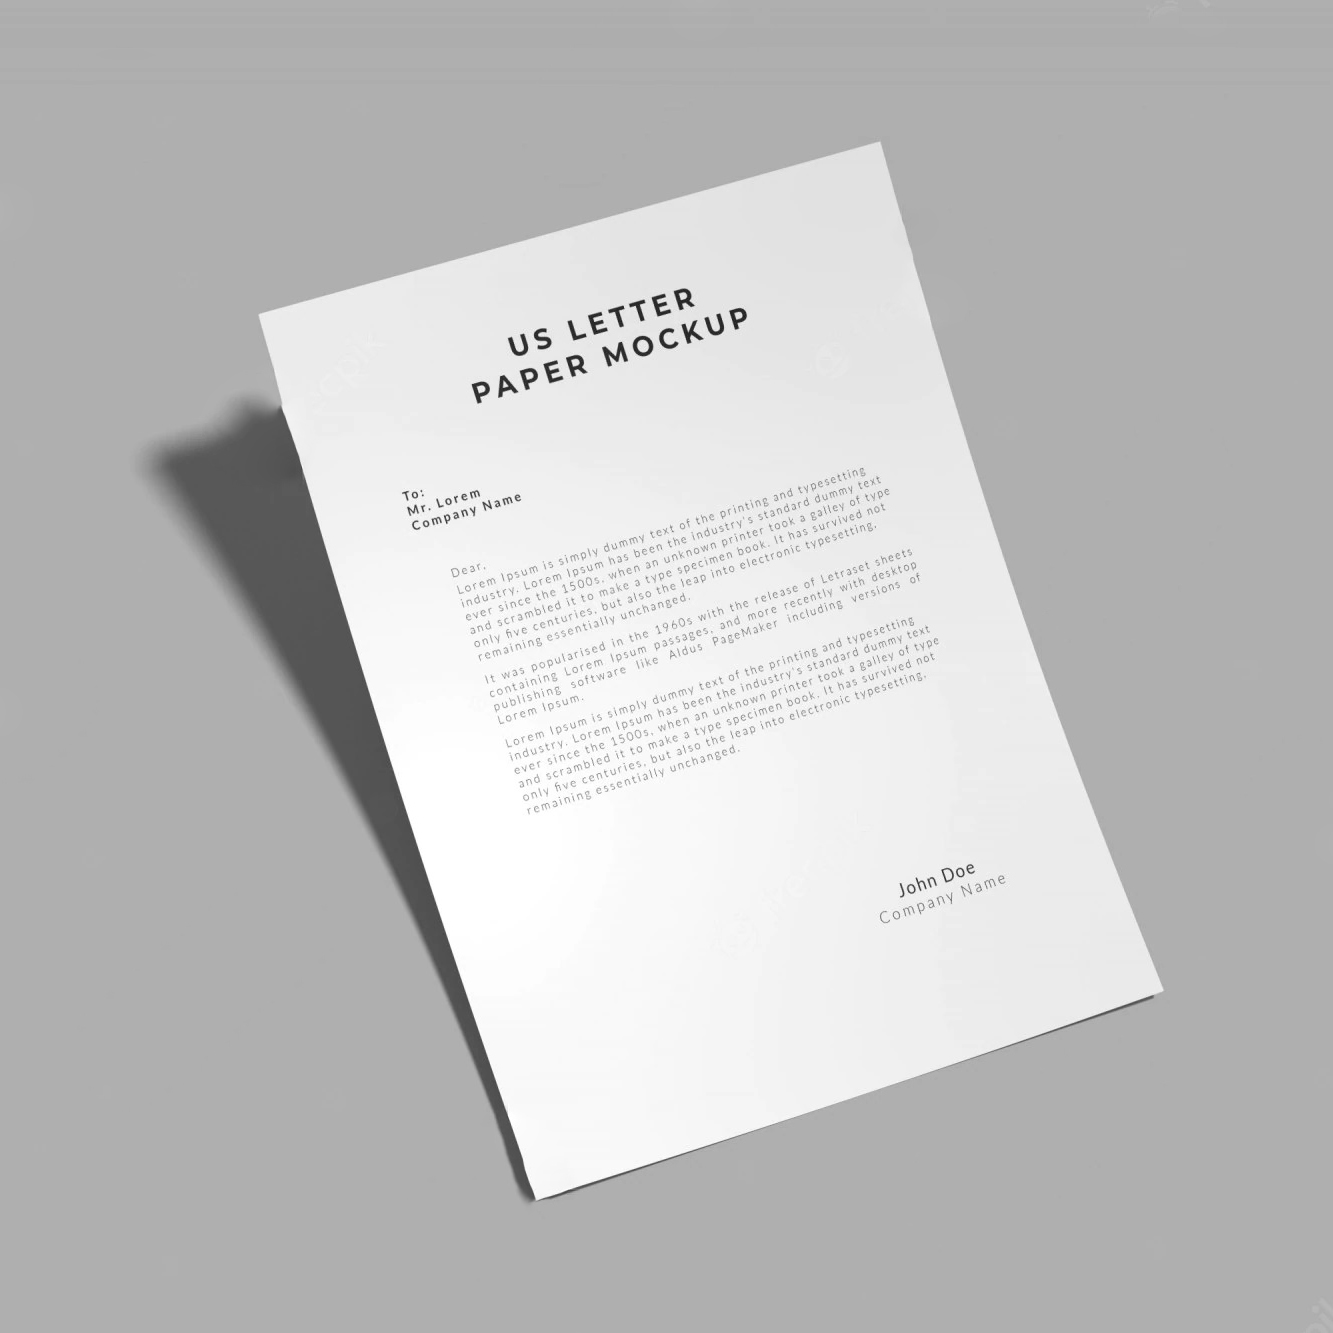 US LETTER
PAPER MOCKUP
To:
Mr. Lorem
Company Name
Dear,
Lorem Ipsum is simply dummy text of the printing and typesetting
industry. Lorem Ipsum has been the industry's standard dummy text
ever since the 1500s, when an unknown printer took a galley of type
and scrambled it to make a type specimen book. It has survived not
only five centuries, but also the leap into electronic typesetting,
remaining essentially unchanged.
It was popularised in the 1960s with the release of Letraset sheets
containing Lorem Ipsum passages, and more recently with desktop
publishing software like Aldus PageMaker including versions of
Lorem Ipsum.
Lorem Ipsum is simply dummy text of the printing and typesetting
industry. Lorem Ipsum has been the industry's standard dummy text
ever since the 1500s, when an unknown printer took a galley of type
and scrambled it to make a type specimen book. It has survived not
only five centuries, but also the leap into electronic typesetting,
remaining essentially unchanged.
John Doe
Company Name